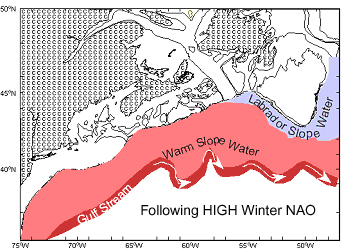 50°N
45°N
40°N
Labrador Slope
Water
Warm Slope Water
Gulf Stream
Following HIGH Winter NAO
75°W 70°W 65°W 60°W 55°W 50°W